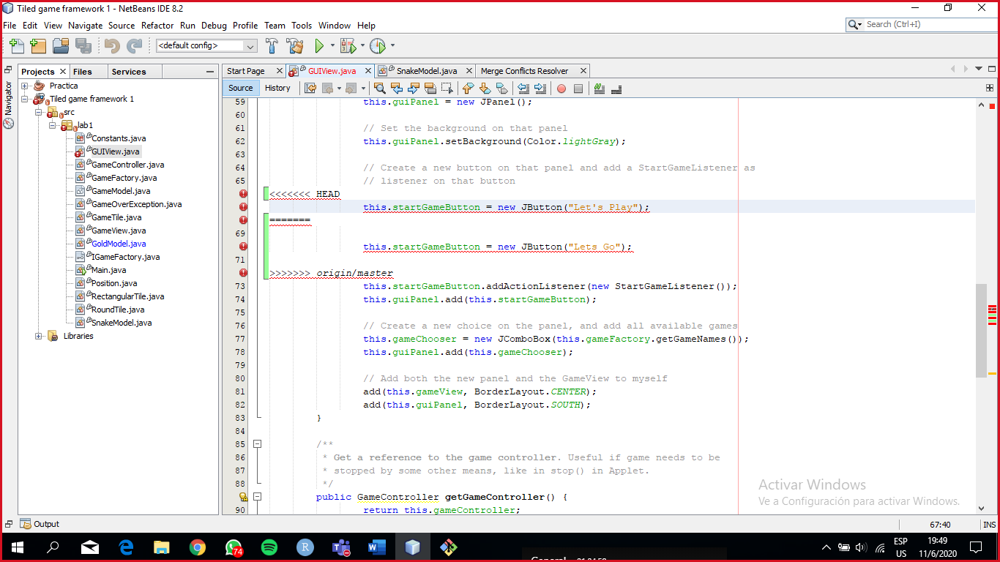 Tiled game framework 1 - NetBeans IDE 8.2
File Edit View Navigate Source Refactor Run Debug Profile Team Tools Window Help
Search (Ctrl+I)
<default config>
Projects Files Services
Start Page GUIView.java SnakeModel.java Merge Conflicts Resolver
Source History
Navigator
Practica
Tiled game framework 1
src
lab1
Constants.java
GUIView.java
GameController.java
GameFactory.java
GameModel.java
GameOverException.java
GameTile.java
GameView.java
GoldModel.java
IGameFactory.java
Main.java
Position.java
RectangularTile.java
RoundTile.java
SnakeModel.java
Libraries
59 this.guiPanel = new JPanel();
60
61 // Set the background on that panel
62 this.guiPanel.setBackground(Color.lightGray);
63
64 // Create a new button on that panel and add a StartGameListener as
65 // listener on that button
<<<<<<< HEAD
this.startGameButton = new JButton("Let's Play");
=======
69
this.startGameButton = new JButton("Lets Go");
71
>>>>>>> origin/master
73 this.startGameButton.addActionListener(new StartGameListener());
74 this.guiPanel.add(this.startGameButton);
75
76 // Create a new choice on the panel, and add all available games
77 this.gameChooser = new JComboBox(this.gameFactory.getGameNames());
78 this.guiPanel.add(this.gameChooser);
79
80 // Add both the new panel and the GameView to myself
81 add(this.gameView, BorderLayout.CENTER);
82 add(this.guiPanel, BorderLayout.SOUTH);
83 }
84
85 /**
86 * Get a reference to the game controller. Useful if game needs to be
87 * stopped by some other means, like in stop() in Applet.
88 */
public GameController getGameController() {
90 return this.gameController;
Activar Windows
Ve a Configuración para activar Windows.
Output
67:40 INS
74
ESP
US
19:49
11/6/2020